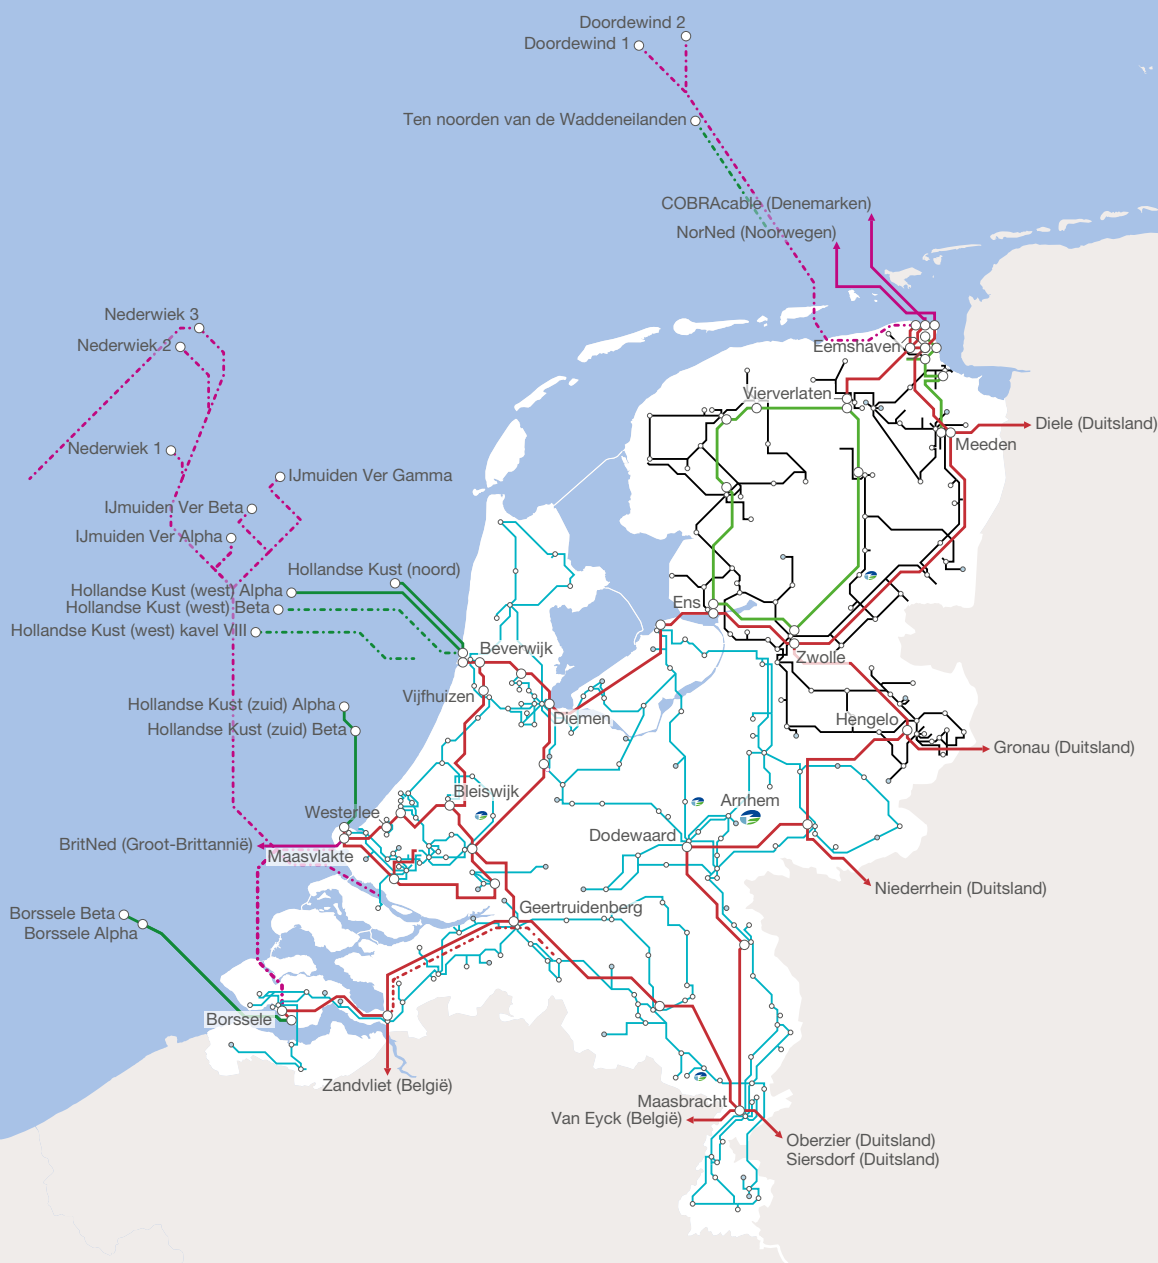 Doordewind 2
Doordewind 1
Ten noorden van de Waddeneilanden
COBRAcable (Denemarken)
NorNed (Noorwegen)
Nederwiek 3
Nederwiek 2
Eemshaven
Vierverlaten
Diele (Duitsland)
Meeden
Nederwiek 1
IJmuiden Ver Gamma
IJmuiden Ver Beta
IJmuiden Ver Alpha
Hollandse Kust (noord)
Hollandse Kust (west) Alpha
Hollandse Kust (west) Beta
Hollandse Kust (west) kavel VIII
Ens
Beverwijk
Zwolle
Vijfhuizen
Hollandse Kust (zuid) Alpha
Diemen
Hengelo
Hollandse Kust (zuid) Beta
Gronau (Duitsland)
Bleiswijk
Arnhem
Westerlee
Dodewaard
BritNed (Groot-Brittannië)
Maasvlakte
Niederrhein (Duitsland)
Geertruidenberg
Borssele Beta
Borssele Alpha
Borssele
Zandvliet (België)
Maasbracht
Van Eyck (België)
Oberzier (Duitsland)
Siersdorf (Duitsland)